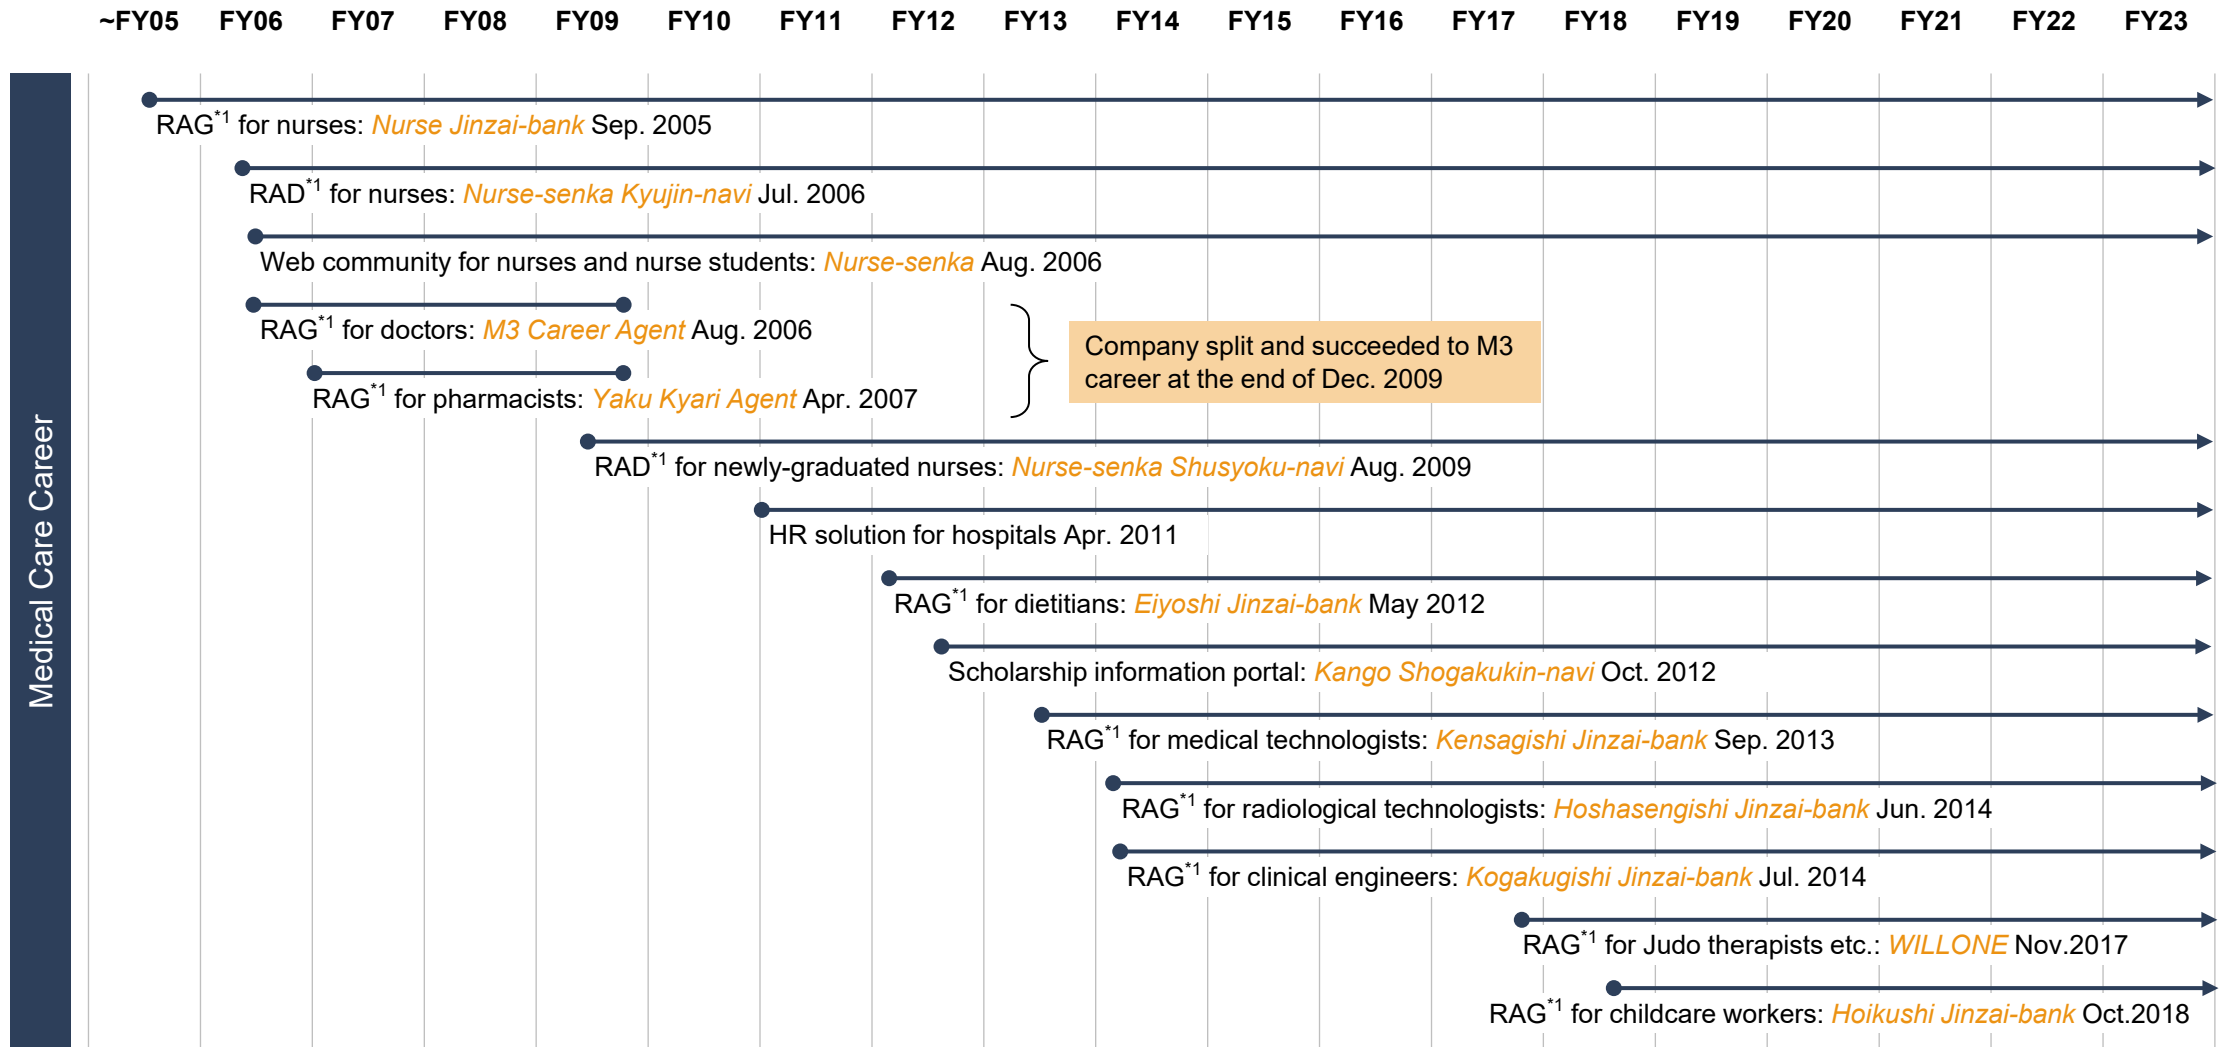 ~FY05 FY06 FY07 FY08 FY09 FY10 FY11 FY12 FY13 FY14 FY15 FY16 FY17 FY18 FY19 FY20 FY21 FY22 FY23
Medical Care Career
RAG*1 for nurses: Nurse Jinzai-bank Sep. 2005
RAD*1 for nurses: Nurse-senka Kyujin-navi Jul. 2006
Web community for nurses and nurse students: Nurse-senka Aug. 2006
RAG*1 for doctors: M3 Career Agent Aug. 2006
RAG*1 for pharmacists: Yaku Kyari Agent Apr. 2007
Company split and succeeded to M3
career at the end of Dec. 2009
RAD*1 for newly-graduated nurses: Nurse-senka Shusyoku-navi Aug. 2009
HR solution for hospitals Apr. 2011
RAG*1 for dietitians: Eiyoshi Jinzai-bank May 2012
Scholarship information portal: Kango Shogakukin-navi Oct. 2012
RAG*1 for medical technologists: Kensagishi Jinzai-bank Sep. 2013
RAG*1 for radiological technologists: Hoshasengishi Jinzai-bank Jun. 2014
RAG*1 for clinical engineers: Kogakugishi Jinzai-bank Jul. 2014
RAG*1 for Judo therapists etc.: WILLONE Nov.2017
RAG*1 for childcare workers: Hoikushi Jinzai-bank Oct.2018